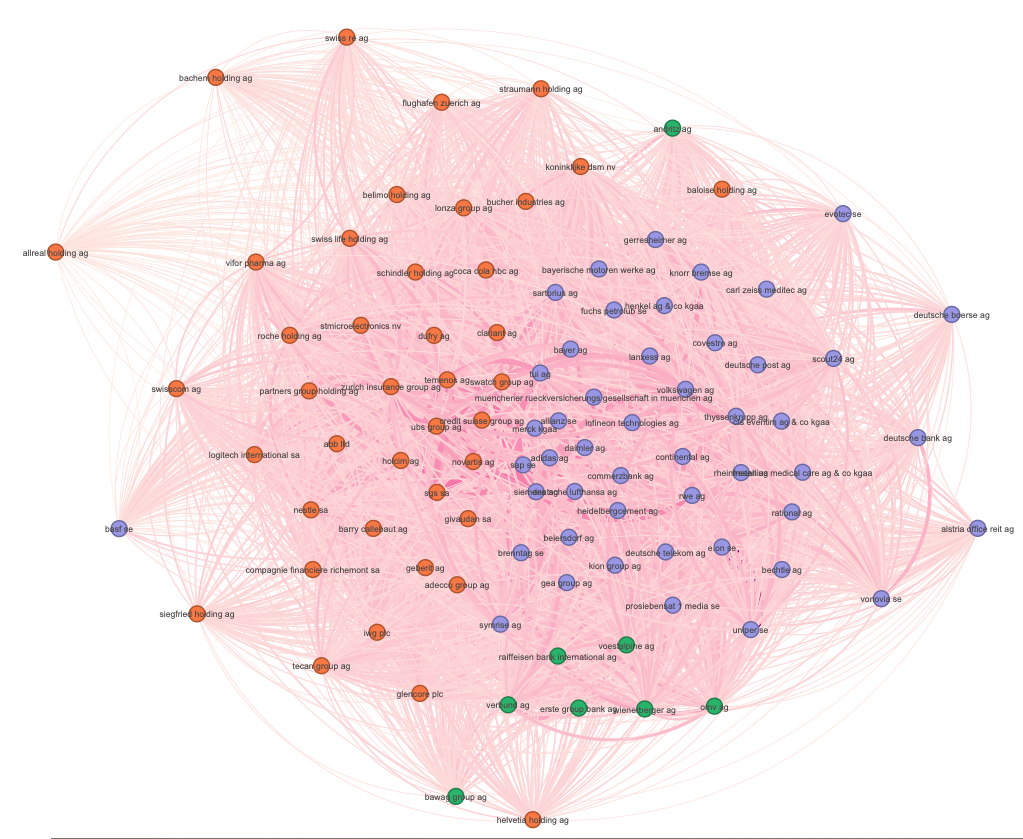 swiss re ag
bachem holding ag
straumann holding ag
flughafen zuerich ag
andritz ag
koninklijke dsm nv
baloise holding ag
belimo holding ag
bucher industries ag
lonza group ag
evotec se
swiss life holding ag
gerresheimer ag
allreal holding ag
vifor pharma ag
schindler holding ag
coca cola hbc ag
bayerische motoren werke ag
knorr bremse ag
carl zeiss meditec ag
sartorius ag
henkel ag & co kgaa
fuchs petrolub se
deutsche boerse ag
stmicroelectronics nv
roche holding ag
dufry ag
clariant ag
covestro ag
bayer ag
lanxess ag
scout24 ag
deutsche post ag
tui ag
temenos ag
swatch group ag
zurich insurance group ag
swisscom ag
partners group holding ag
volkswagen ag
muenchener rueckversicherungs gesellschaft in muenchen ag
thyssenkrupp ag
cts eventim ag & co kgaa
credit suisse group ag
allianz se
infineon technologies ag
ubs group ag
merck kgaa
deutsche bank ag
abb ltd
daimler ag
logitech international sa
continental ag
adidas ag
holcim ag
novartis ag
sap se
commerzbank ag
rheinmetall ag
fresenius medical care ag & co kgaa
sgs sa
siemens ag
deutsche lufthansa ag
rwe ag
nestle sa
heidelbergcement ag
rational ag
givaudan sa
basf se
barry callebaut ag
alstria office reit ag
beiersdorf ag
e.on se
brenntag se
deutsche telekom ag
kion group ag
geberit ag
compagnie financiere richemont sa
bechtle ag
gea group ag
adecco group ag
vonovia se
prosiebensat 1 media se
siegfried holding ag
symrise ag
uniper se
iwg plc
voestalpine ag
raiffeisen bank international ag
tecan group ag
glencore plc
verbund ag
erste group bank ag
wienerberger ag
omv ag
bawag group ag
helvetia holding ag